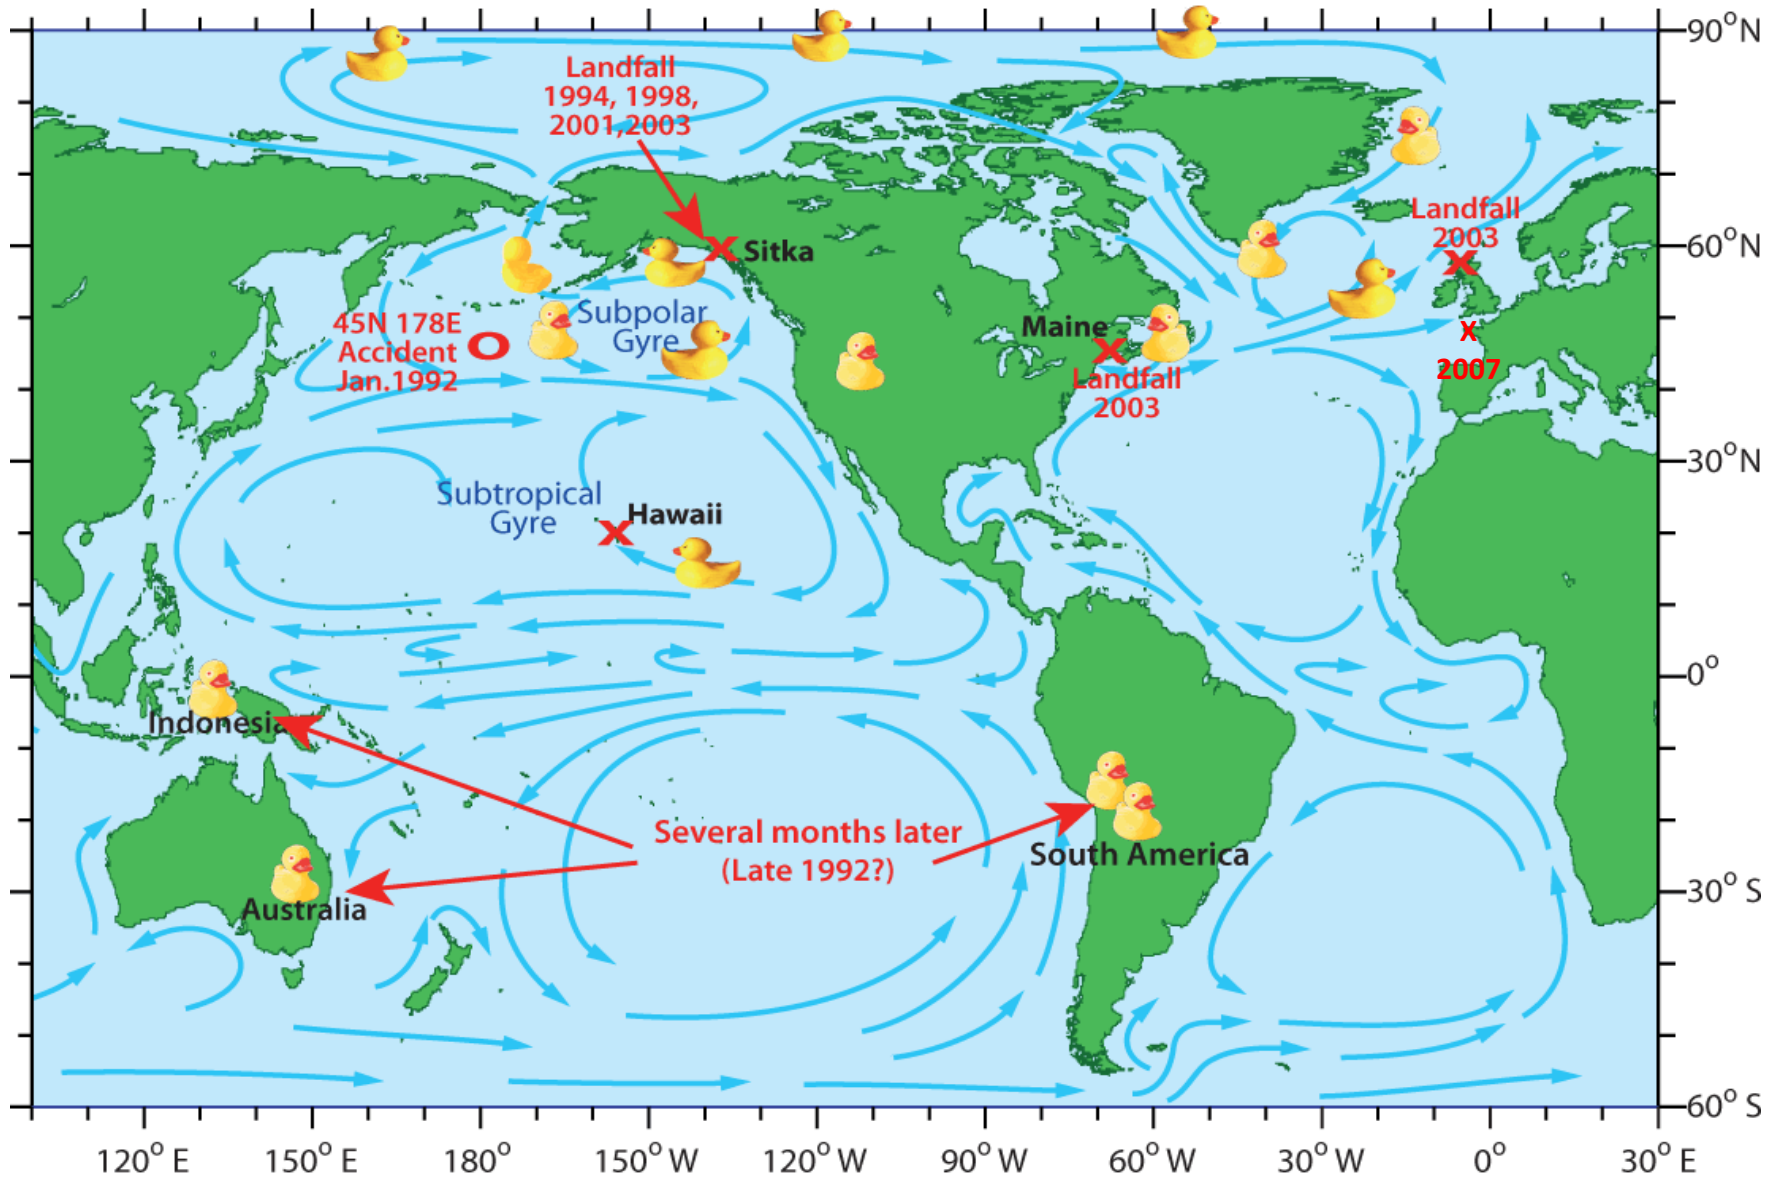 Landfall
1994, 1998,
2001,2003
Sitka
Landfall
2003
Subpolar
Gyre
45N 178E
Accident
Jan.1992
Maine
Landfall
2003
X
2007
Subtropical
Gyre
Hawaii
Indonesia
Several months later
(Late 1992?)
South America
Australia
90°N
60°N
30°N
0°
30°S
60°S
120° E
150° E
180°
150°W
120°W
90°W
60°W
30°W
0°
30° E